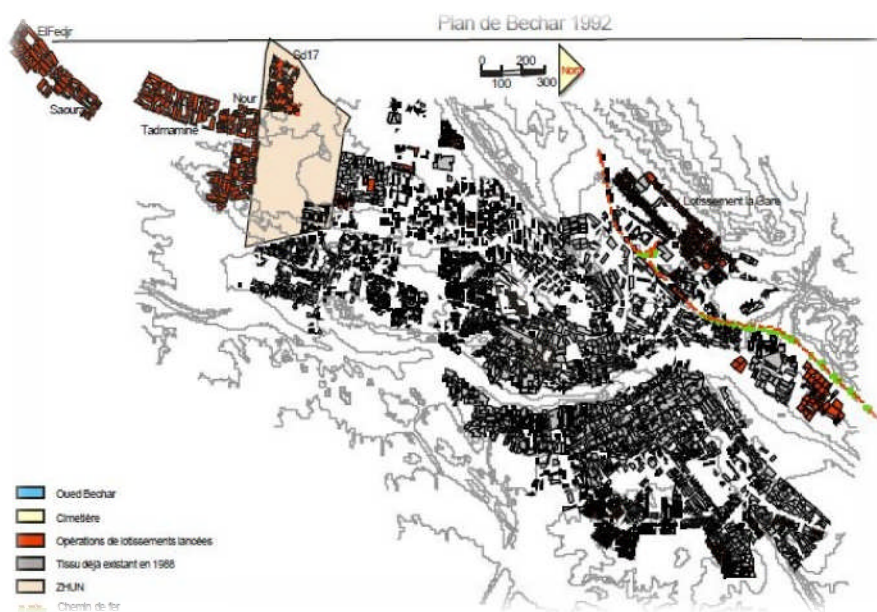 Plan de Bechar 1992
ElFedjr
Gd17
0 200
100 300
Nord
Saoura
Nour
Tadmamine
Lotissement la Gare
Oued Bechar
Cimetière
Opérations de lotissements lancées
Tissu déjà existant en 1988
ZHUN
Chemin de fer